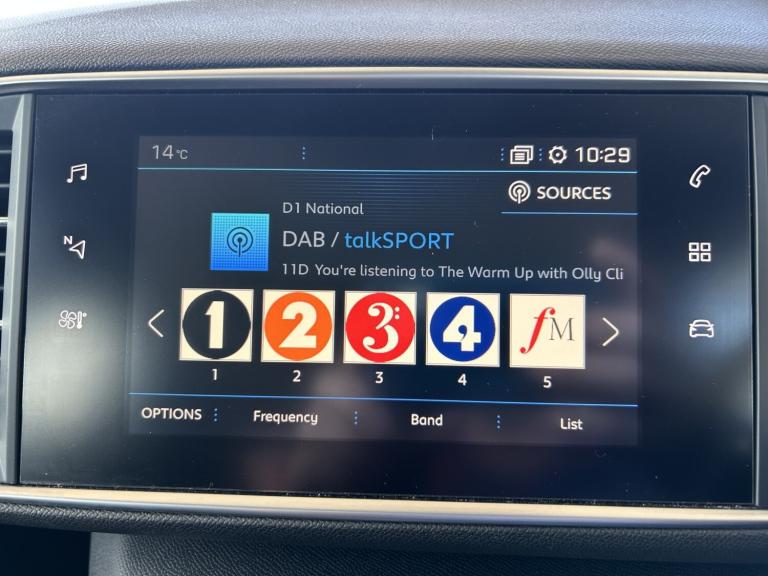 14°C 10:29
SOURCES
D1 National
DAB / talkSPORT
11D You're listening to The Warm Up with Olly Cli
1 2 3: 4 fM
1 2 3 4 5
OPTIONS Frequency Band List
N